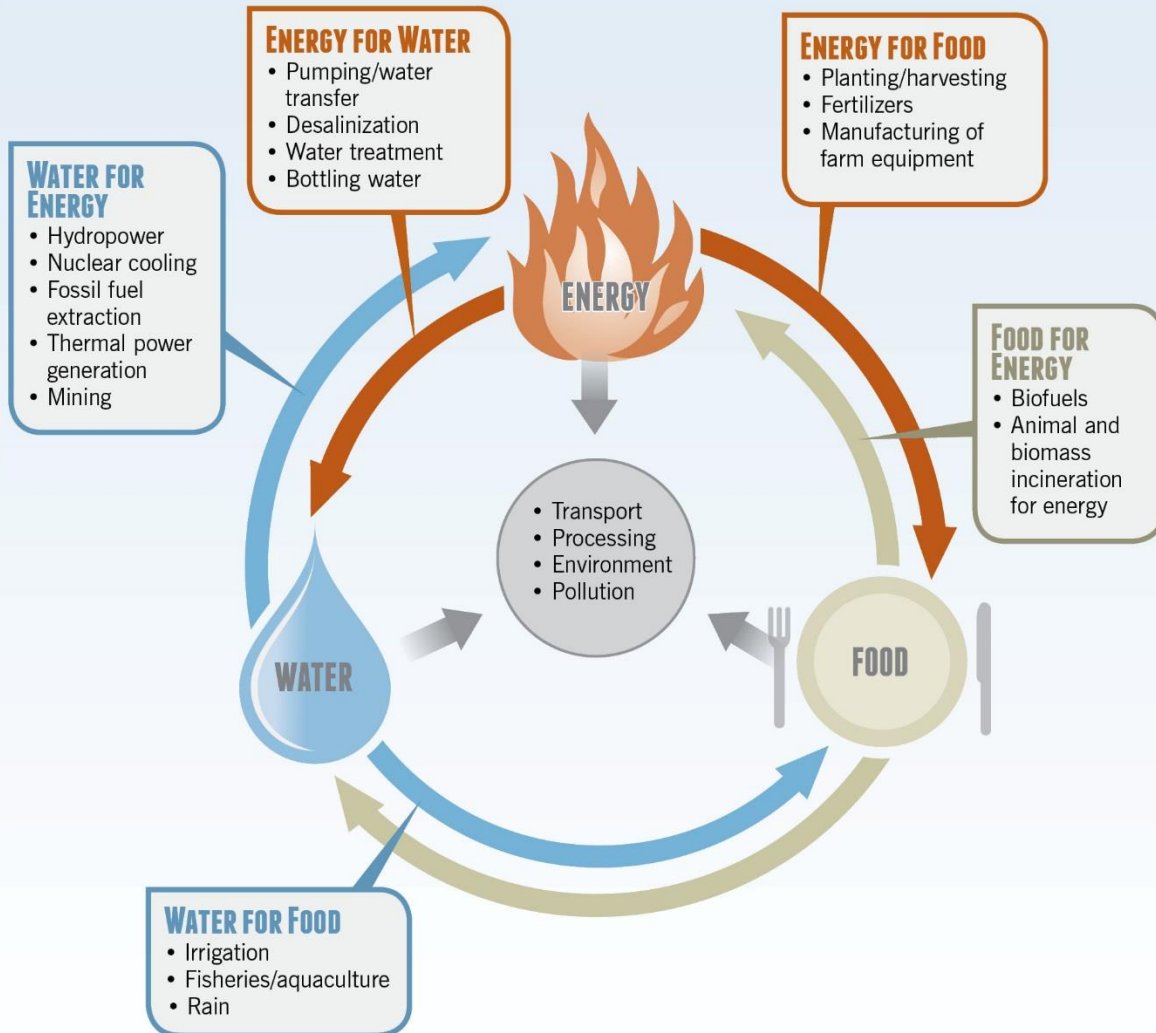 ENERGY FOR WATER
• Pumping/water
transfer
• Desalinization
• Water treatment
• Bottling water
ENERGY FOR FOOD
• Planting/harvesting
• Fertilizers
• Manufacturing of
farm equipment
WATER FOR
ENERGY
• Hydropower
• Nuclear cooling
• Fossil fuel
extraction
• Thermal power
generation
• Mining
ENERGY
FOOD FOR
ENERGY
• Biofuels
• Animal and
biomass
incineration
for energy
• Transport
• Processing
• Environment
• Pollution
WATER
FOOD
WATER FOR FOOD
• Irrigation
• Fisheries/aquaculture
• Rain